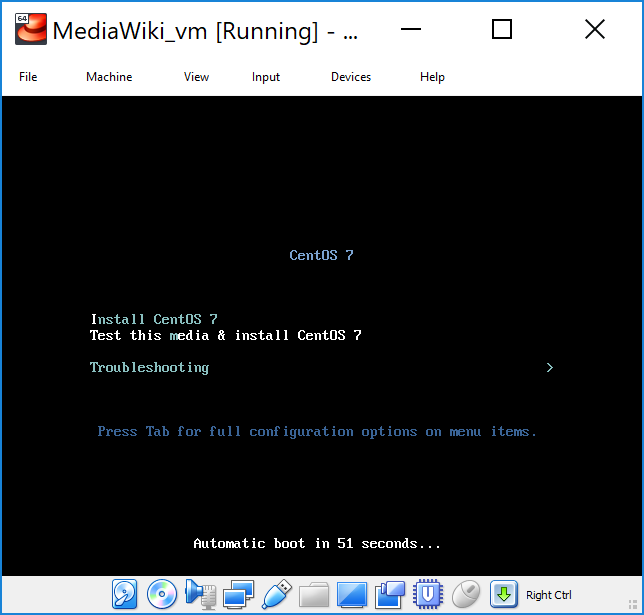 64
MediaWiki_vm [Running] - ...
File Machine View Input Devices Help
CentOS 7
Install CentOS 7
Test this media & install CentOS 7
Troubleshooting >
Press Tab for full configuration options on menu items.
Automatic boot in 51 seconds...
Right Ctrl